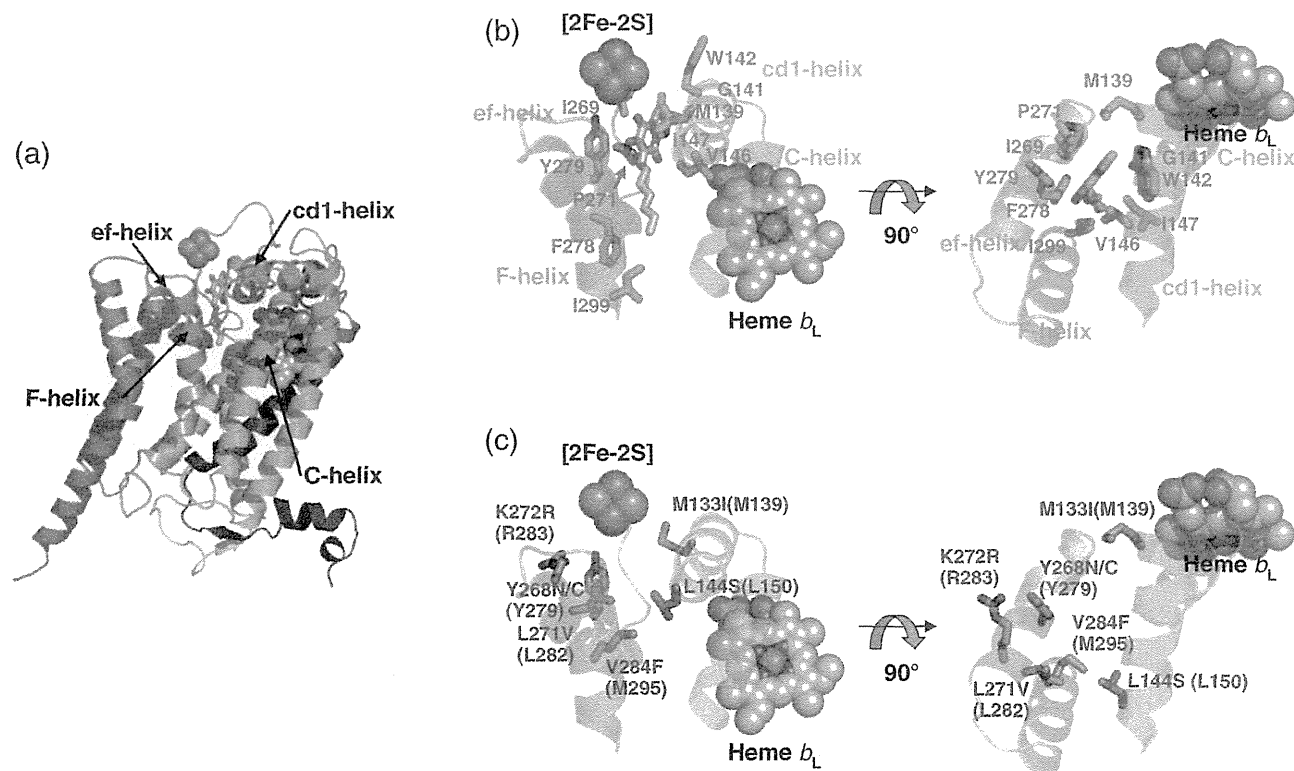 (a)
ef-helix
cd1-helix
F-helix
C-helix
(b)
[2Fe-2S]
W142
cd1-helix
G141
I269
M139
ef-helix
I147
Y279
V146
C-helix
P271
F278
F-helix
I299
Heme bL
90°
M139
P27
Heme bL
I269
C-helix
G141
Y279
W142
F278
I147
ef-helix
I299
V146
cd1-helix
(c)
[2Fe-2S]
K272R
(R283)
M133I(M139)
Y268N/C
(Y279)
L144S(L150)
L271V
(L282)
V284F
(M295)
Heme bL
90°
M133I(M139)
Heme bL
K272R
(R283)
Y268N/C
(Y279)
V284F
(M295)
L271V
(L282)
L144S (L150)